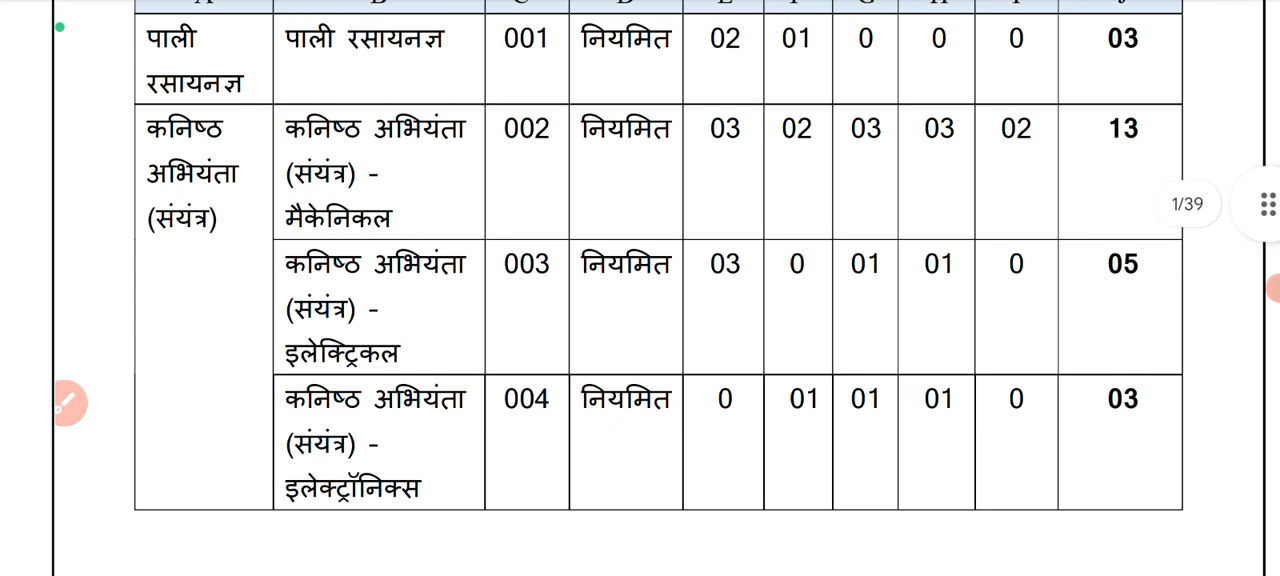 पाली पाली रसायनज्ञ 001 नियमित 02 01 0 0 0 03
रसायनज्ञ
कनिष्ठ कनिष्ठ अभियंता 002 नियमित 03 02 03 03 02 13
अभियंता (संयंत्र) -
(संयंत्र) मैकेनिकल
1/39
कनिष्ठ अभियंता 003 नियमित 03 0 01 01 0 05
(संयंत्र) -
इलेक्ट्रिकल
कनिष्ठ अभियंता 004 नियमित 0 01 01 01 0 03
(संयंत्र) -
इलेक्ट्रॉनिक्स